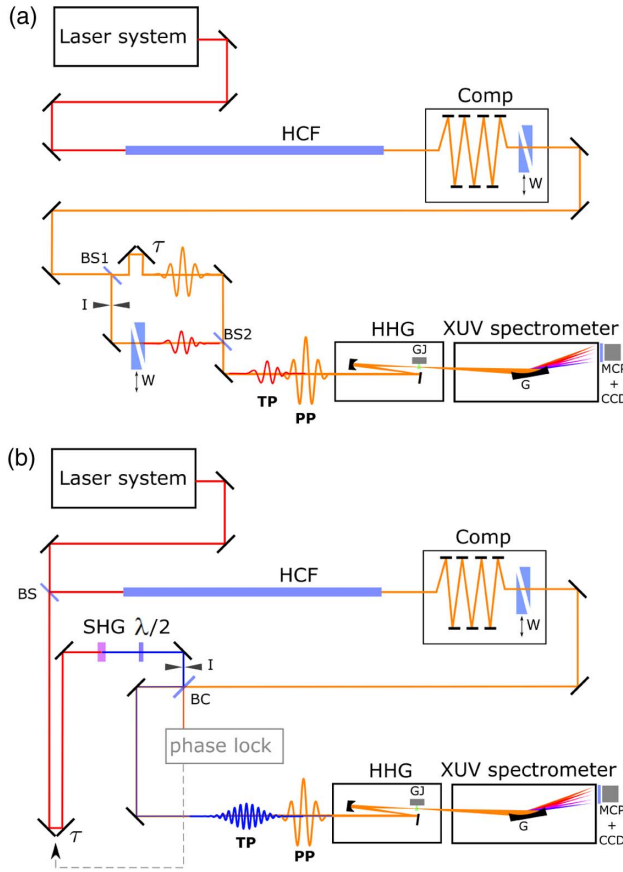 (a)
Laser system
Comp
HCF
W
BS1
τ
I
BS2
W
HHG
XUV spectrometer
GJ
G
MCP
+
CCD
TP
PP
(b)
Laser system
Comp
BS
HCF
W
SHG λ/2
I
BC
phase lock
HHG
XUV spectrometer
GJ
G
MCP
+
CCD
τ
TP
PP